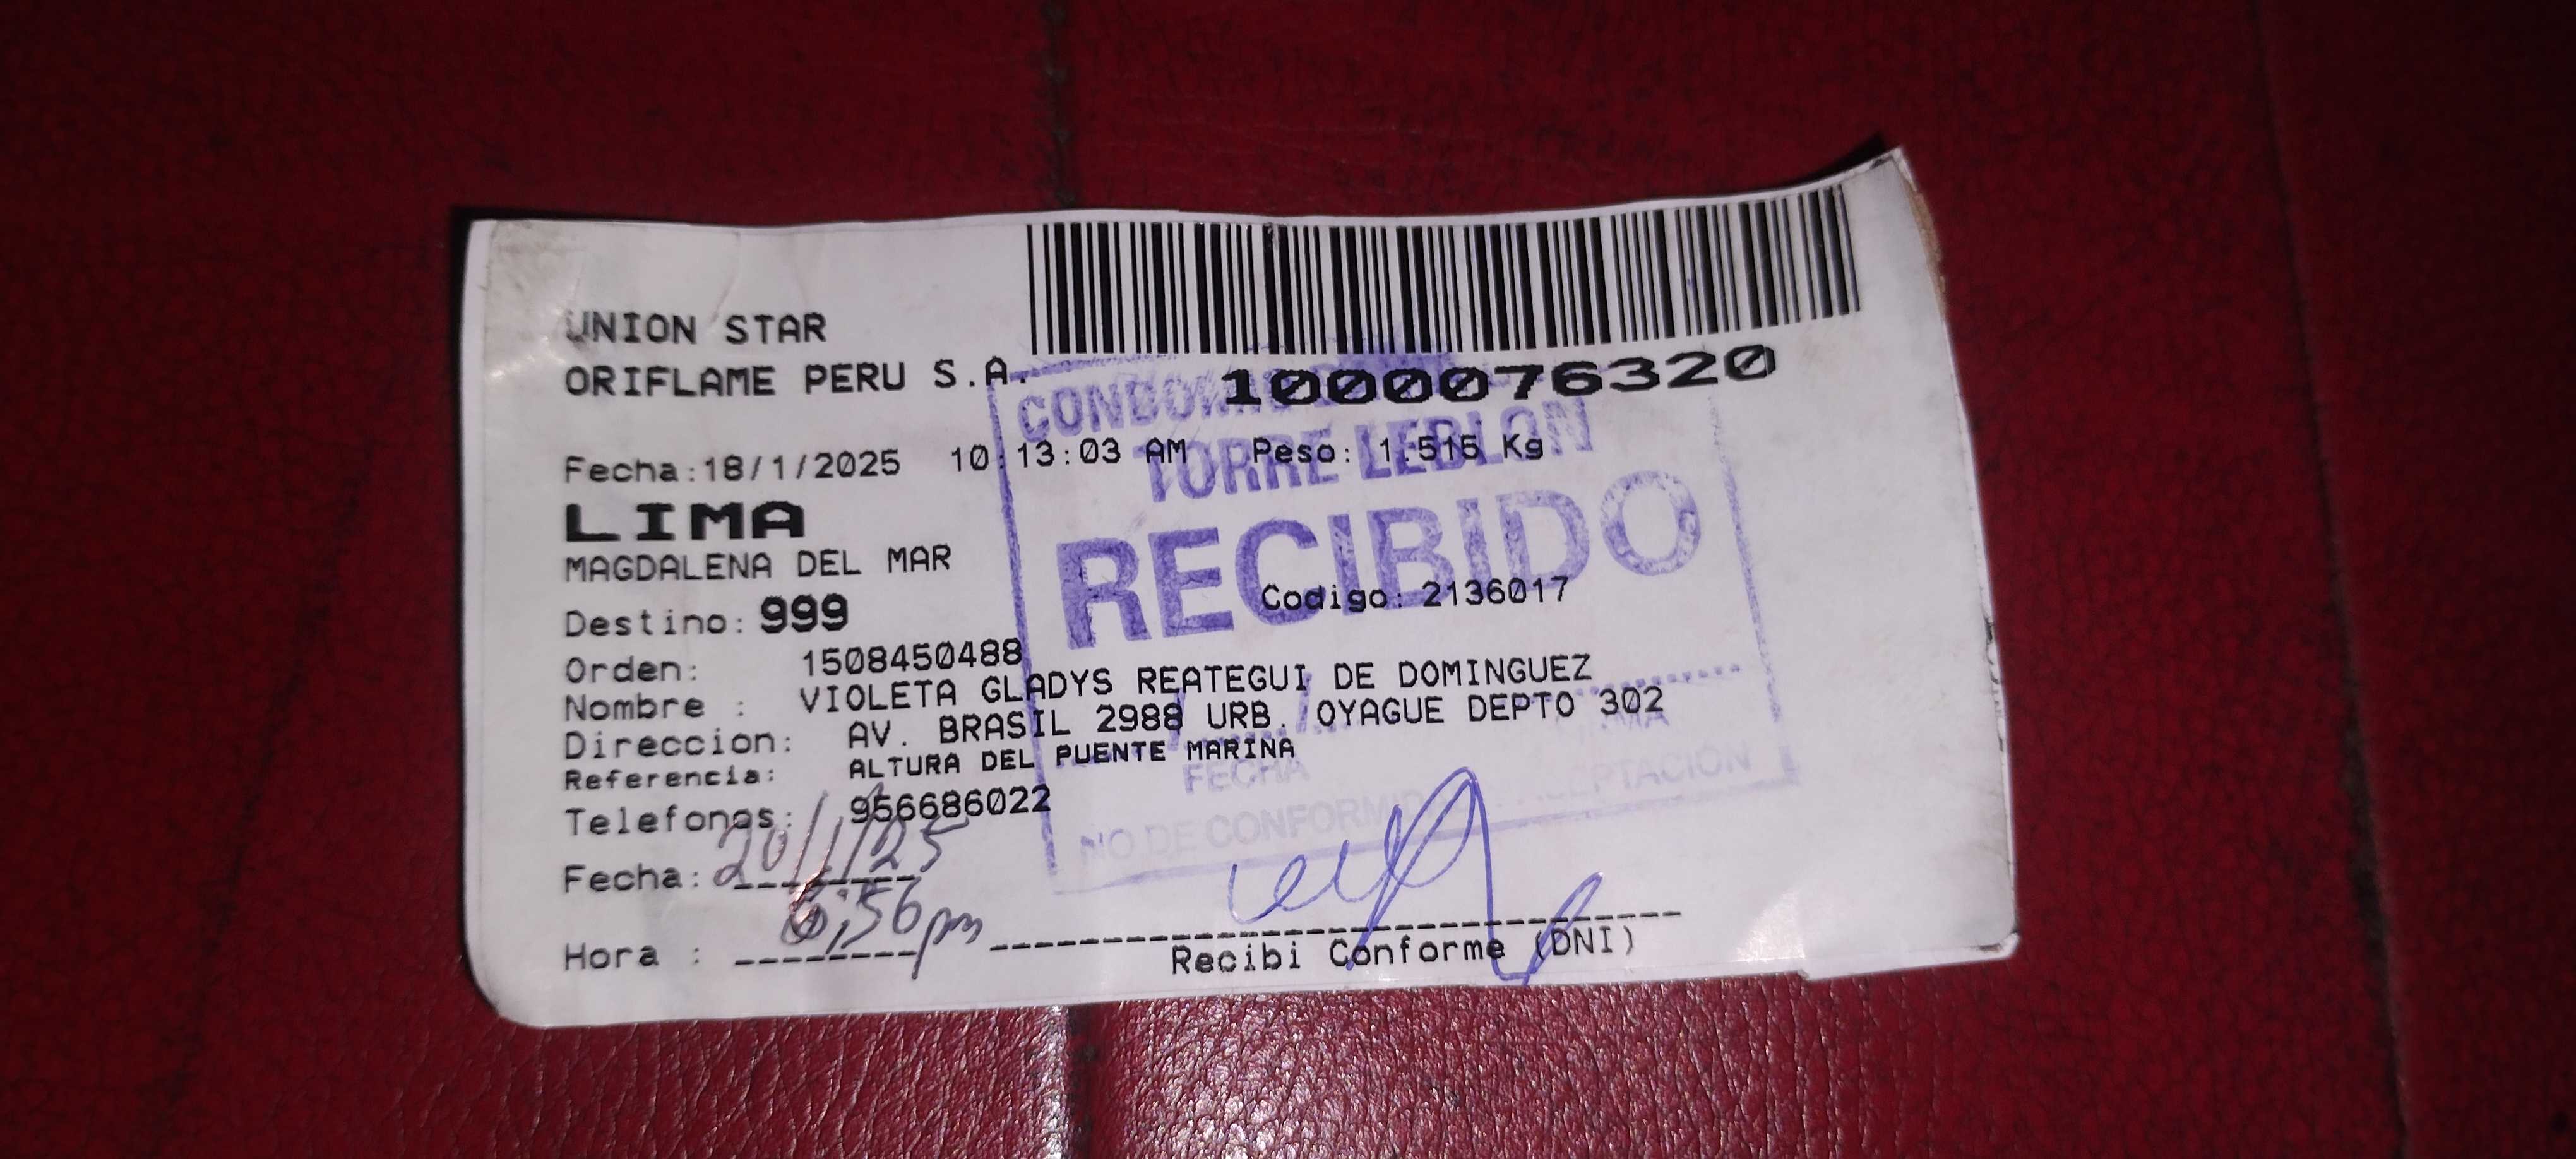 UNION STAR
ORIFLAME PERU S.A.
1000076320
Fecha:18/1/2025 10:13:03 AM Peso: 1.515 Kg
LIMA
MAGDALENA DEL MAR
Destino: 999 Codigo: 2136017
Orden: 1508450488
Nombre : VIOLETA GLADYS REATEGUI DE DOMINGUEZ
Direccion: AV. BRASIL 2988 URB. OYAGUE DEPTO 302
Referencia: ALTURA DEL PUENTE MARINA
Telefonos: 956686022
Fecha: 20/1/25
Hora : 6:56pm
Recibi Conforme (DNI)
TORRE LEBLON
RECIBIDO
FECHA
NO DE CONFORMIDAD ACEPTACIÓN